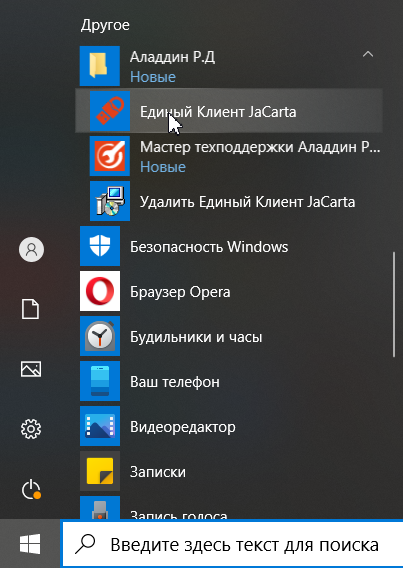 Другое
Аладдин Р.Д
Новые
Единый Клиент JaCarta
Мастер техподдержки Аладдин Р...
Новые
Удалить Единый Клиент JaCarta
Безопасность Windows
Браузер Opera
Будильники и часы
Ваш телефон
Видеоредактор
Записки
Запись голоса
Введите здесь текст для поиска